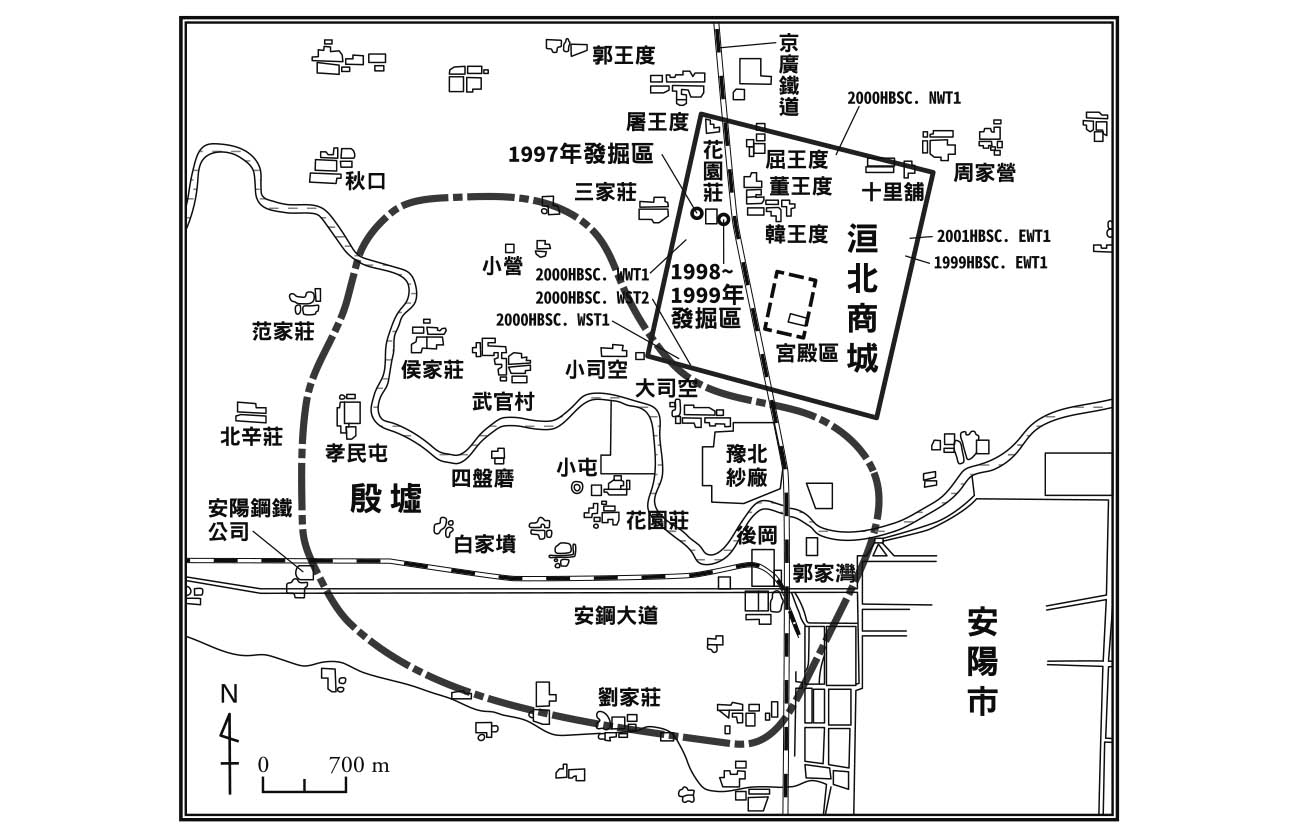 郭王度
京廣鐵道
2000HBSC. NWT1
屠王度
1997年發掘區
花園莊
屈王度
董王度
十里舖
周家營
秋口
三家莊
韓王度
洹北商城
2001HBSC. EWT1
1999HBSC. EWT1
小營
2000HBSC. WWT1
2000HBSC. WST2
2000HBSC. WST1
1998~
1999年
發掘區
宮殿區
范家莊
侯家莊
武官村
小司空
大司空
北辛莊
孝民屯
四盤磨
小屯
豫北
紗廠
殷墟
安陽鋼鐵
公司
白家墳
花園莊
後岡
郭家灣
安鋼大道
安陽市
劉家莊
N
0
700 m